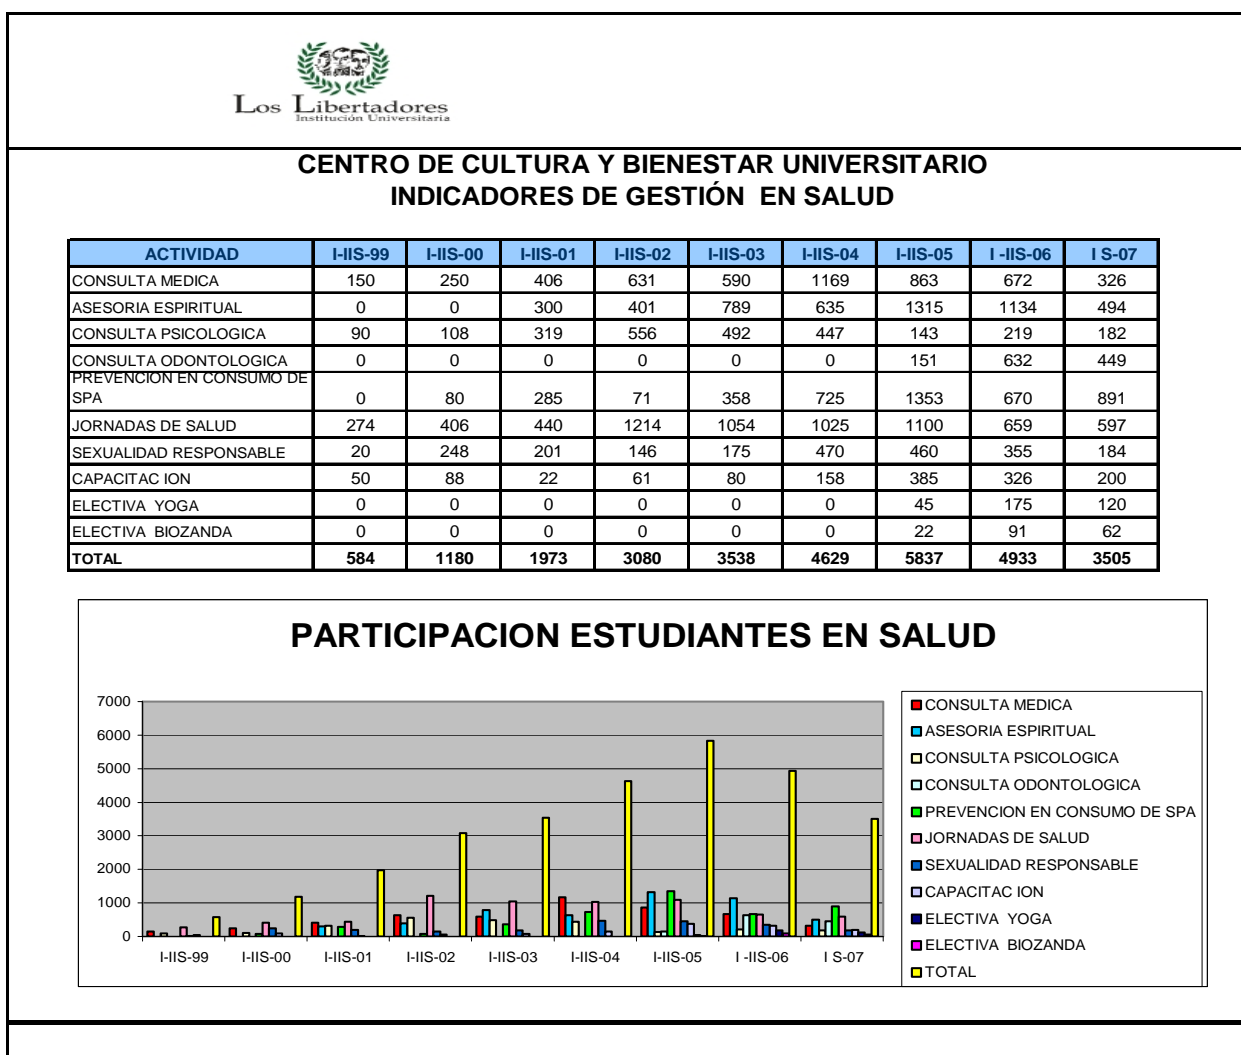 Los Libertadores
Institución Universitaria
CENTRO DE CULTURA Y BIENESTAR UNIVERSITARIO
INDICADORES DE GESTIÓN EN SALUD
ACTIVIDAD I-IIS-99 I-IIS-00 I-IIS-01 I-IIS-02 I-IIS-03 I-IIS-04 I-IIS-05 I -IIS-06 I S-07
CONSULTA MEDICA 150 250 406 631 590 1169 863 672 326
ASESORIA ESPIRITUAL 0 0 300 401 789 635 1315 1134 494
CONSULTA PSICOLOGICA 90 108 319 556 492 447 143 219 182
CONSULTA ODONTOLOGICA 0 0 0 0 0 0 151 632 449
PREVENCION EN CONSUMO DE
SPA 0 80 285 71 358 725 1353 670 891
JORNADAS DE SALUD 274 406 440 1214 1054 1025 1100 659 597
SEXUALIDAD RESPONSABLE 20 248 201 146 175 470 460 355 184
CAPACITAC ION 50 88 22 61 80 158 385 326 200
ELECTIVA YOGA 0 0 0 0 0 0 45 175 120
ELECTIVA BIOZANDA 0 0 0 0 0 0 22 91 62
TOTAL 584 1180 1973 3080 3538 4629 5837 4933 3505
PARTICIPACION ESTUDIANTES EN SALUD
7000
6000
5000
4000
3000
2000
1000
0
I-IIS-99 I-IIS-00 I-IIS-01 I-IIS-02 I-IIS-03 I-IIS-04 I-IIS-05 I -IIS-06 I S-07
CONSULTA MEDICA
ASESORIA ESPIRITUAL
CONSULTA PSICOLOGICA
CONSULTA ODONTOLOGICA
PREVENCION EN CONSUMO DE SPA
JORNADAS DE SALUD
SEXUALIDAD RESPONSABLE
CAPACITAC ION
ELECTIVA YOGA
ELECTIVA BIOZANDA
TOTAL